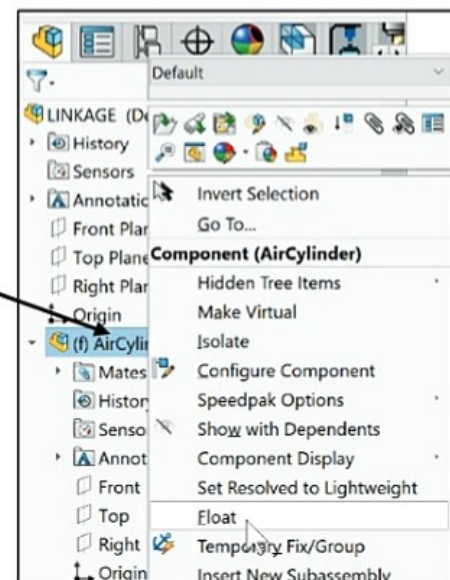 Default
LINKAGE (De
History
Sensors
Annotatic
Front Plar
Top Plane
Right Plar
Origin
(f) AirCylir
Mates
Histor
Senso
Annot
Front
Top
Right
Origin
Invert Selection
Go To...
Component (AirCylinder)
Hidden Tree Items
Make Virtual
Isolate
Configure Component
Speedpak Options
Show with Dependents
Component Display
Set Resolved to Lightweight
Float
Temporary Fix/Group
Insert New Subassembly